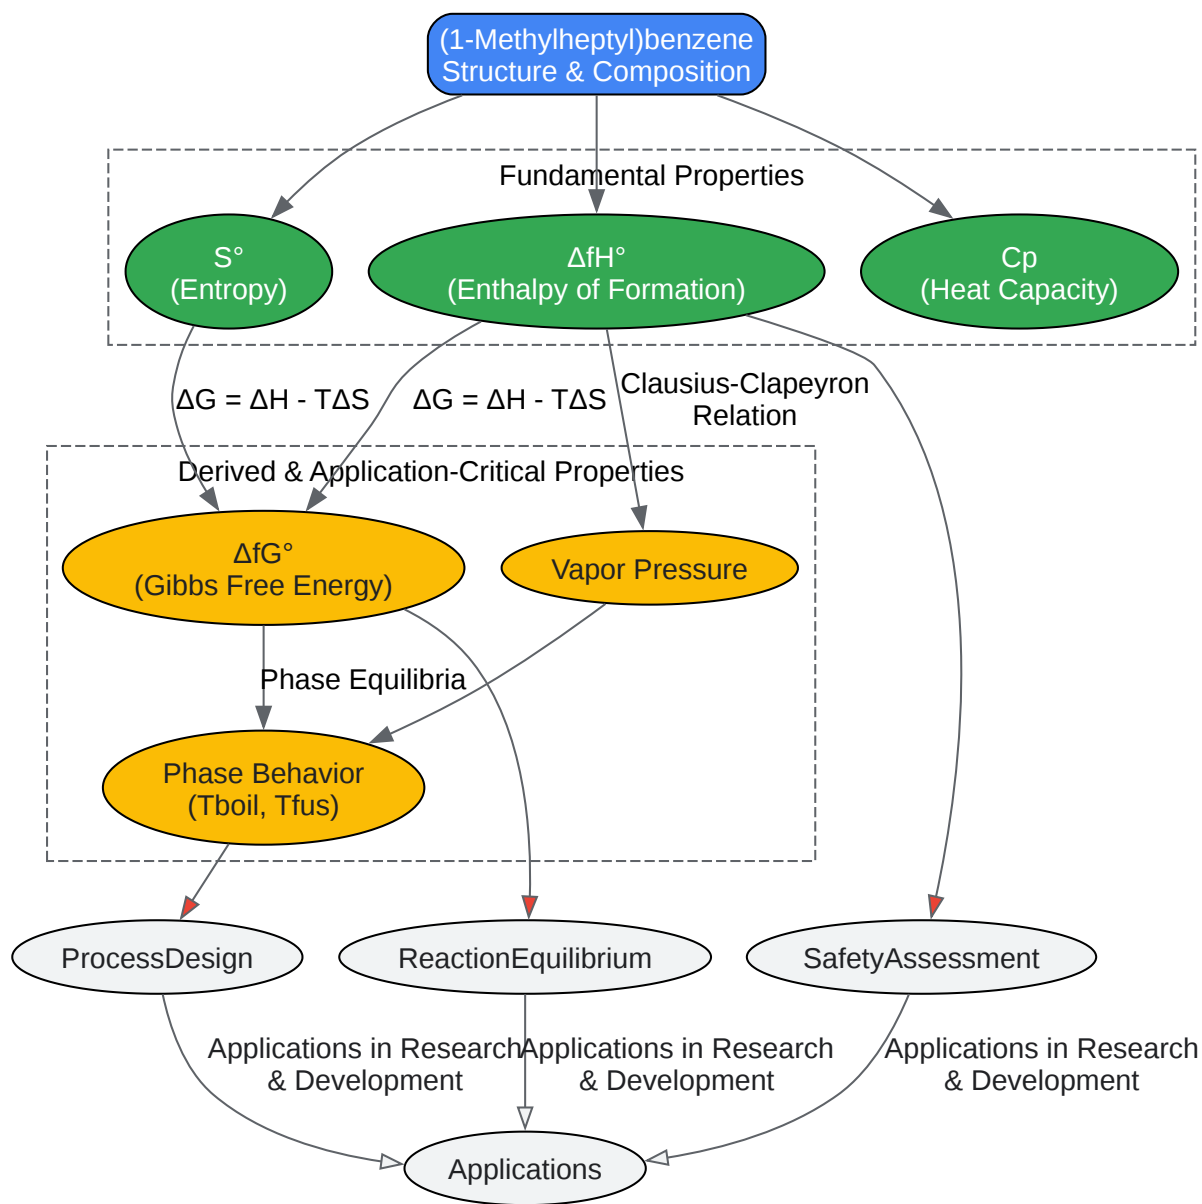 (1-Methylheptyl)benzene
Structure & Composition
Fundamental Properties
S°
(Entropy)
ΔfH°
(Enthalpy of Formation)
Cp
(Heat Capacity)
ΔG = ΔH - TΔS
ΔG = ΔH - TΔS
Clausius-Clapeyron
Relation
Derived & Application-Critical Properties
ΔfG°
(Gibbs Free Energy)
Vapor Pressure
Phase Equilibria
Phase Behavior
(Tboil, Tfus)
ProcessDesign
ReactionEquilibrium
SafetyAssessment
Applications in Research
& Development
Applications in Research
& Development
Applications in Research
& Development
Applications